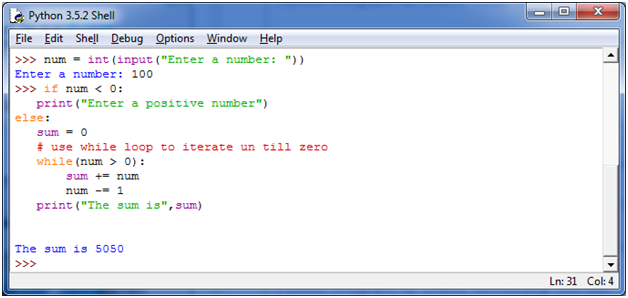 Python 3.5.2 Shell
File Edit Shell Debug Options Window Help
>>> num = int(input("Enter a number: "))
Enter a number: 100
>>> if num < 0:
   print("Enter a positive number")
else:
   sum = 0
   # use while loop to iterate un till zero
   while(num > 0):
       sum += num
       num -= 1
   print("The sum is",sum)
The sum is 5050
>>>
Ln: 31 Col: 4